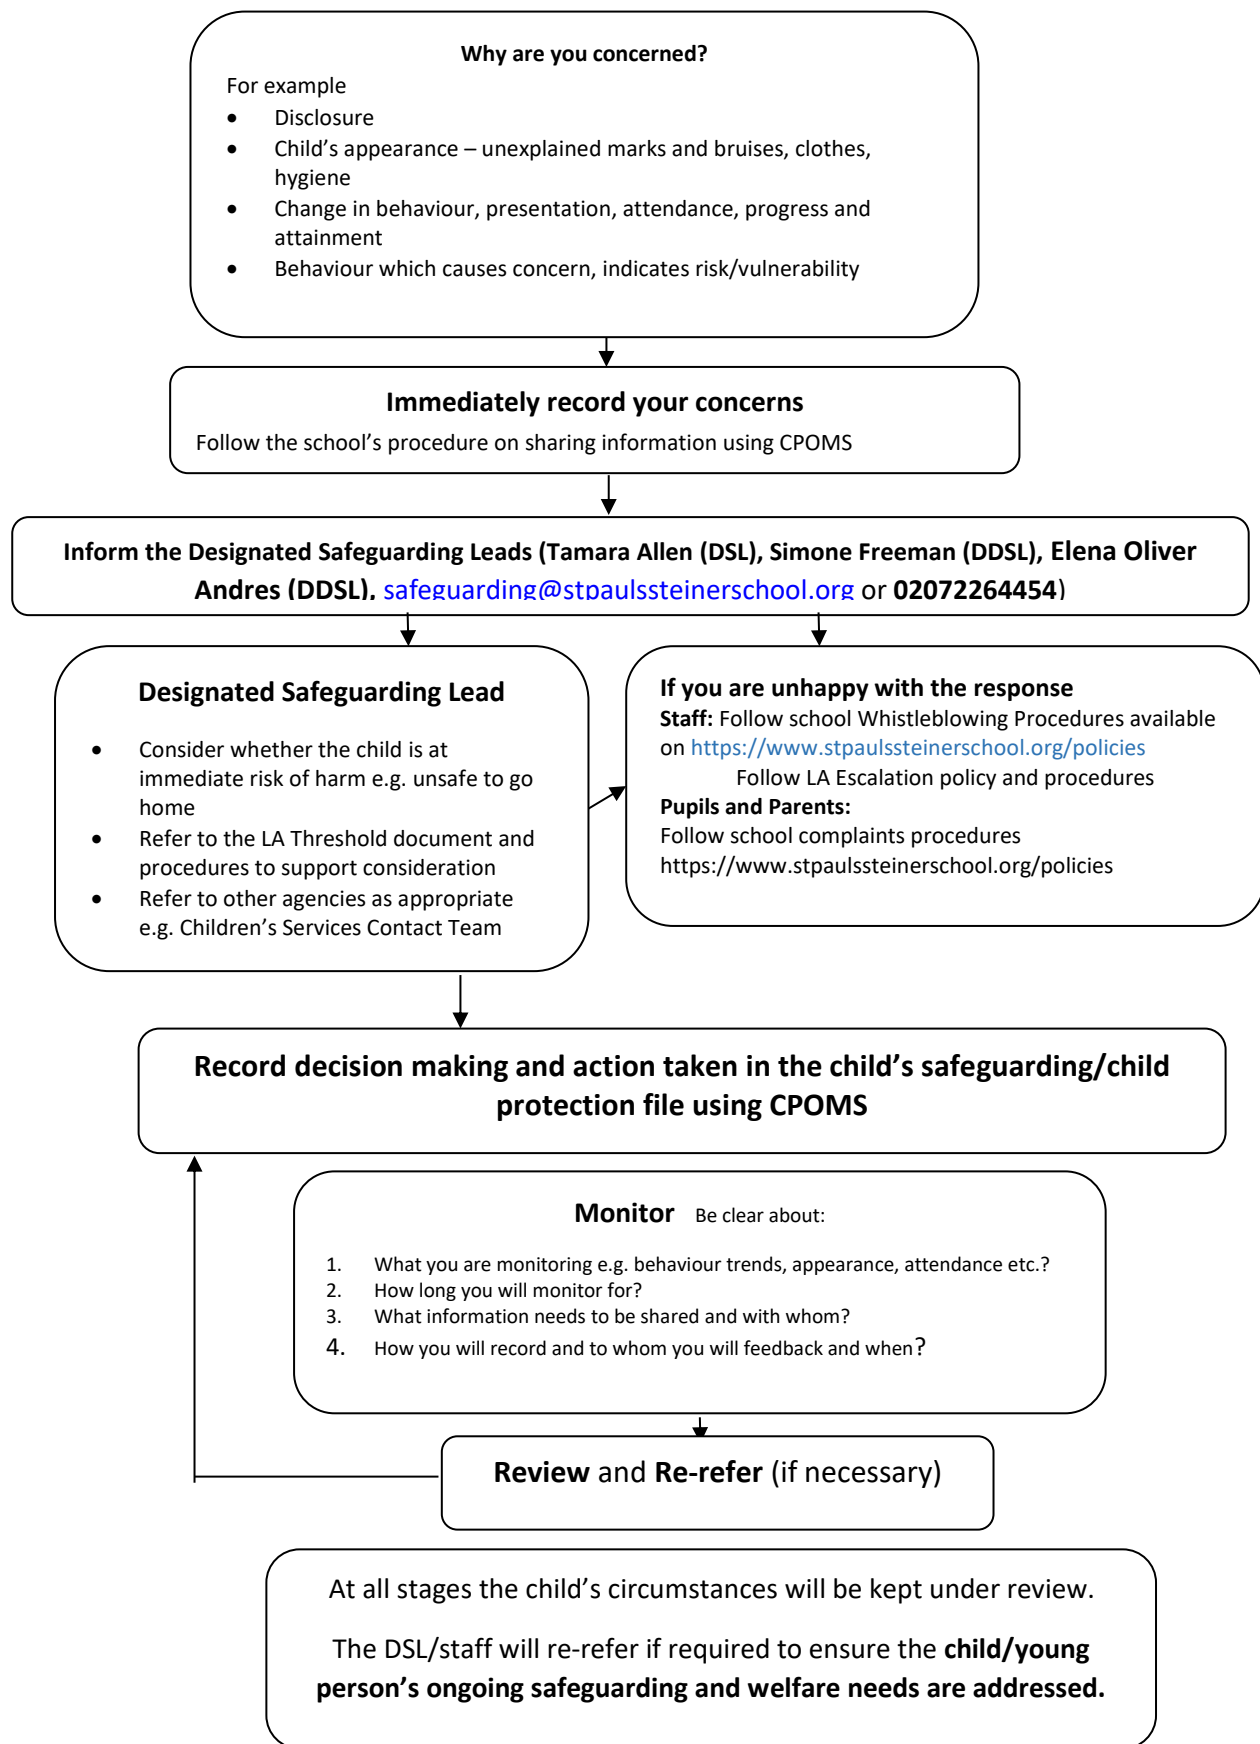 Why are you concerned?
For example
• Disclosure
• Child's appearance – unexplained marks and bruises, clothes,
hygiene
• Change in behaviour, presentation, attendance, progress and
attainment
• Behaviour which causes concern, indicates risk/vulnerability
Immediately record your concerns
Follow the school's procedure on sharing information using CPOMS
Inform the Designated Safeguarding Leads (Tamara Allen (DSL), Simone Freeman (DDSL), Elena Oliver
Andres (DDSL), safeguarding@stpaulssteinerschool.org or 02072264454)
Designated Safeguarding Lead
• Consider whether the child is at
immediate risk of harm e.g. unsafe to go
home
• Refer to the LA Threshold document and
procedures to support consideration
• Refer to other agencies as appropriate
e.g. Children's Services Contact Team
If you are unhappy with the response
Staff: Follow school Whistleblowing Procedures available
on https://www.stpaulssteinerschool.org/policies
Follow LA Escalation policy and procedures
Pupils and Parents:
Follow school complaints procedures
https://www.stpaulssteinerschool.org/policies
Record decision making and action taken in the child's safeguarding/child
protection file using CPOMS
Monitor Be clear about:
1. What you are monitoring e.g. behaviour trends, appearance, attendance etc.?
2. How long you will monitor for?
3. What information needs to be shared and with whom?
4. How you will record and to whom you will feedback and when?
Review and Re-refer (if necessary)
At all stages the child's circumstances will be kept under review.
The DSL/staff will re-refer if required to ensure the child/young
person's ongoing safeguarding and welfare needs are addressed.